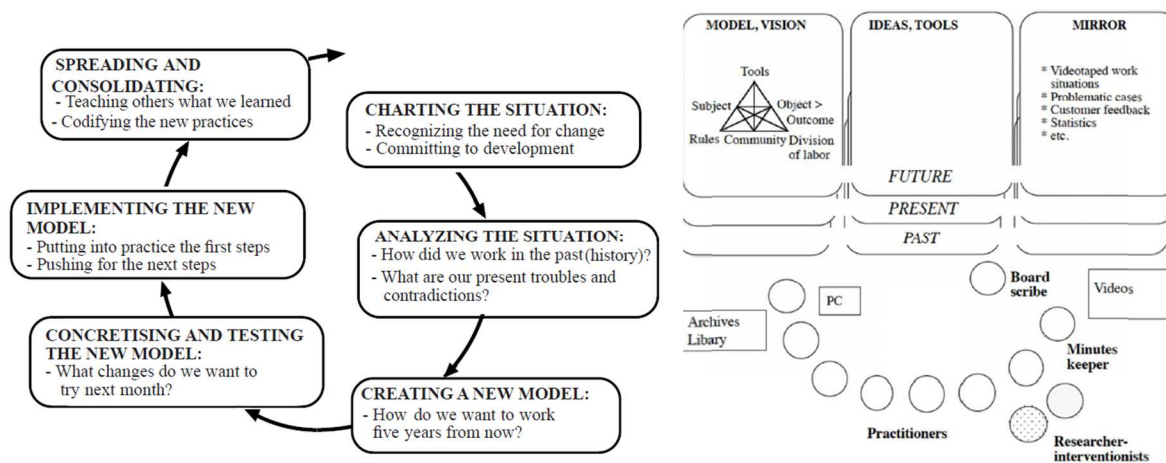 SPREADING AND
CONSOLIDATING:
- Teaching others what we learned
- Codifying the new practices
CHARTING THE SITUATION:
- Recognizing the need for change
- Committing to development
IMPLEMENTING THE NEW
MODEL:
- Putting into practice the first steps
- Pushing for the next steps
ANALYZING THE SITUATION:
- How did we work in the past (history)?
- What are our present troubles and
contradictions?
CONCRETISING AND TESTING
THE NEW MODEL:
- What changes do we want to
try next month?
CREATING A NEW MODEL:
- How do we want to work
five years from now?
MODEL, VISION
Tools
Subject
Object >
Outcome
Rules Community Division
of labor
IDEAS, TOOLS
MIRROR
* Videotaped work
situations
* Problematic cases
* Customer feedback
* Statistics
* etc.
FUTURE
PRESENT
PAST
Board
scribe
Videos
PC
Archives
Libary
Minutes
keeper
Practitioners
Researcher-
interventionists